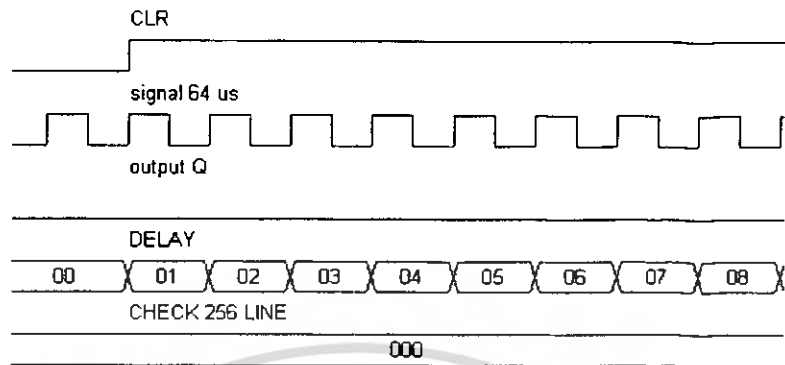 CLR
signal 64 us
output Q
DELAY
00 01 02 03 04 05 06 07 08
CHECK 256 LINE
000